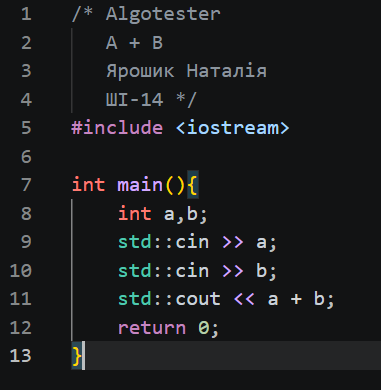 1 /* Algotester
2 A + B
3 Ярошик Наталія
4 ШІ-14 */
5 #include <iostream>
6
7 int main(){
8 int a,b;
9 std::cin >> a;
10 std::cin >> b;
11 std::cout << a + b;
12 return 0;
13 }